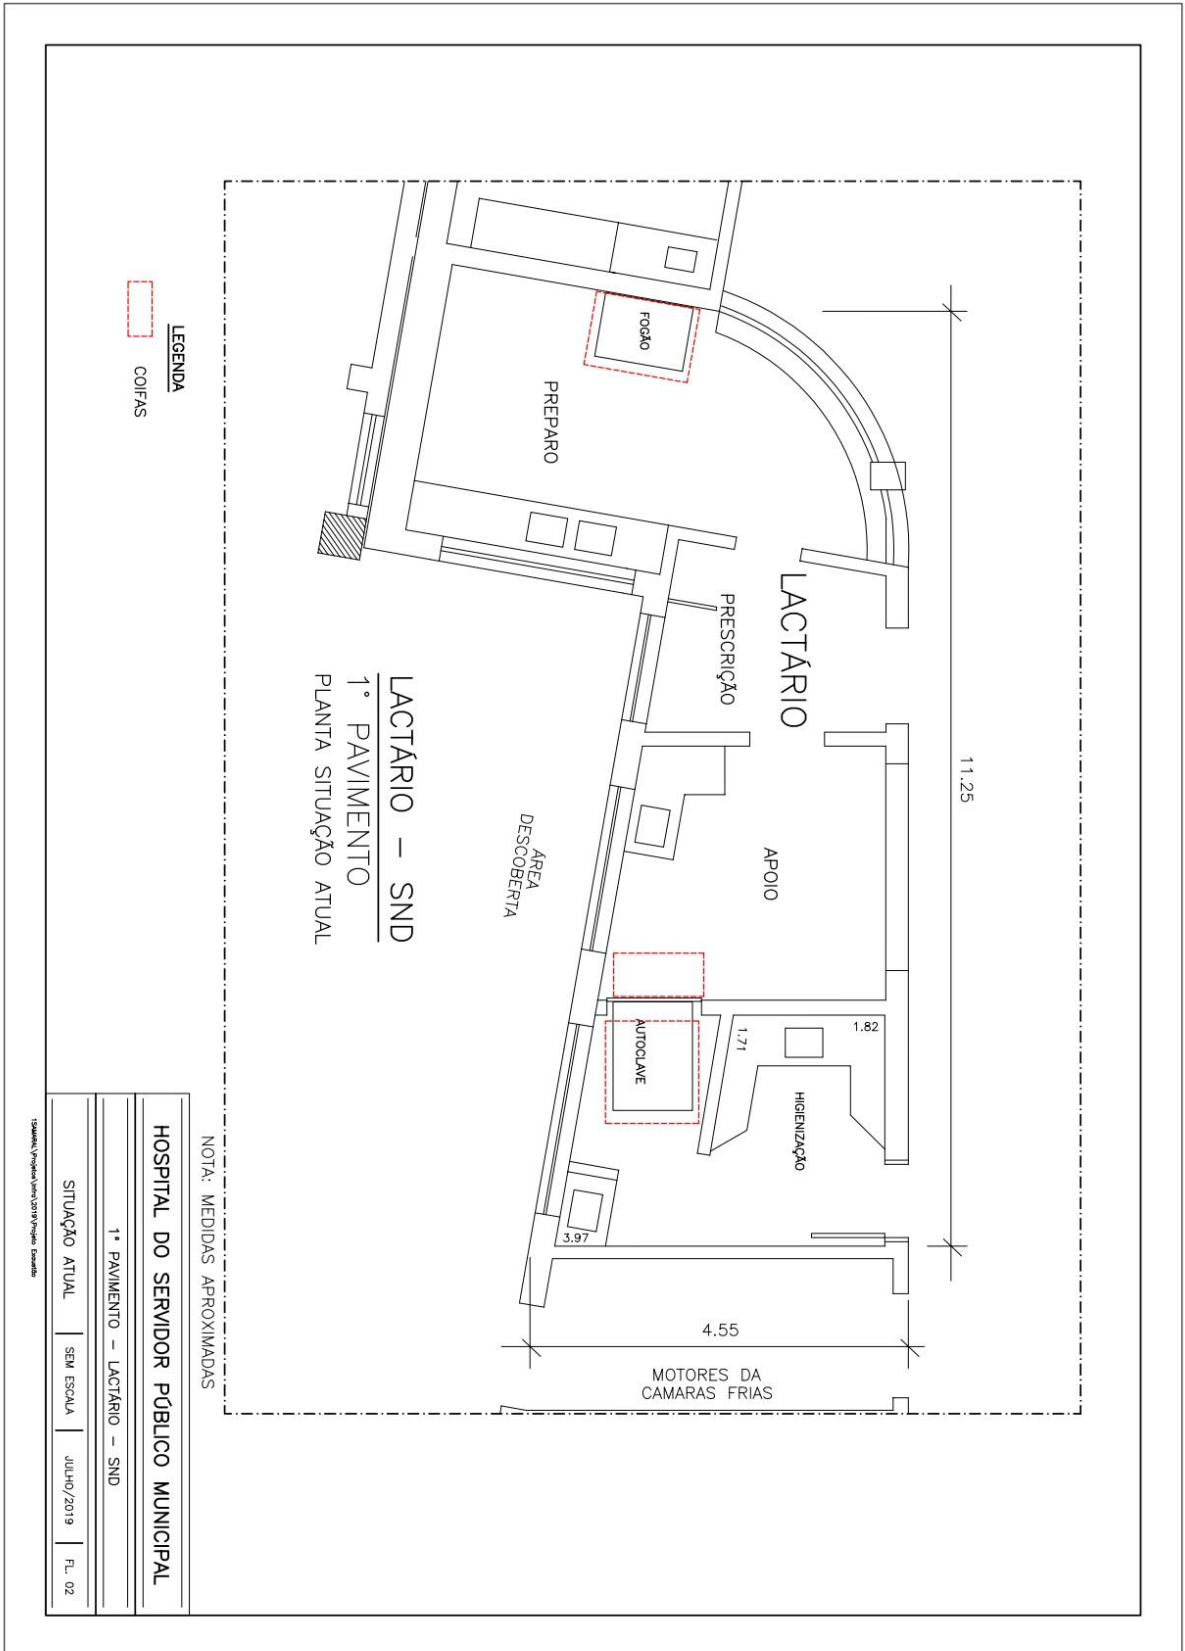 11.25
LACTÁRIO
FOGÃO
PREPARO
PRESCRIÇÃO
APOIO
AUTOCLAVE
1.71
1.82
HIGIENIZAÇÃO
3.97
4.55
MOTORES DA
CAMARAS FRIAS
ÁREA
DESCOBERTA
LACTÁRIO – SND
1° PAVIMENTO
PLANTA SITUAÇÃO ATUAL
LEGENDA
COIFAS
NOTA: MEDIDAS APROXIMADAS
HOSPITAL DO SERVIDOR PÚBLICO MUNICIPAL
1° PAVIMENTO – LACTÁRIO – SND
SITUAÇÃO ATUAL SEM ESCALA JULHO/2019 FL. 02